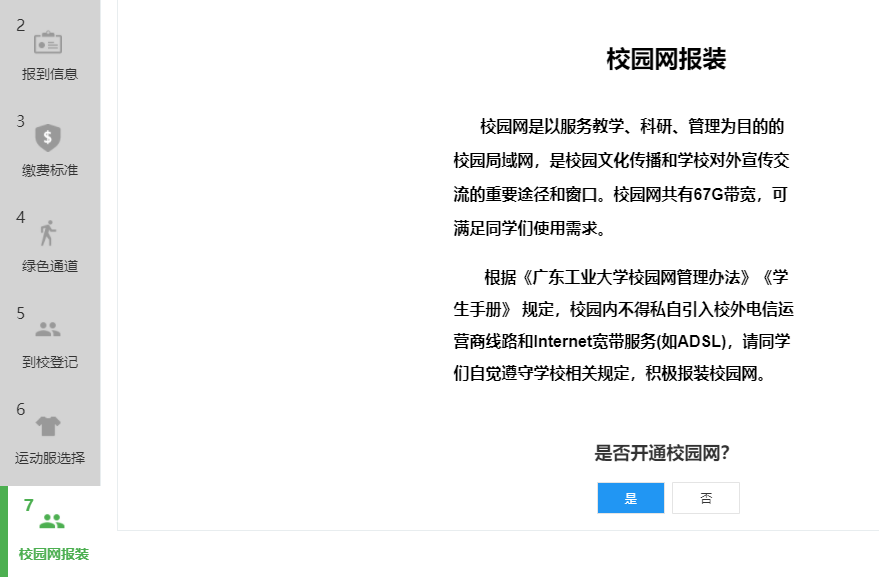 2
报到信息
3
$
缴费标准
4
绿色通道
5
到校登记
6
运动服选择
7
校园网报装
校园网报装
校园网是以服务教学、科研、管理为目的的
校园局域网，是校园文化传播和学校对外宣传交
流的重要途径和窗口。校园网共有67G带宽，可
满足同学们使用需求。
根据《广东工业大学校园网管理办法》《学
生手册》 规定，校园内不得私自引入校外电信运
营商线路和Internet宽带服务(如ADSL)，请同学
们自觉遵守学校相关规定，积极报装校园网。
是否开通校园网？
是 否